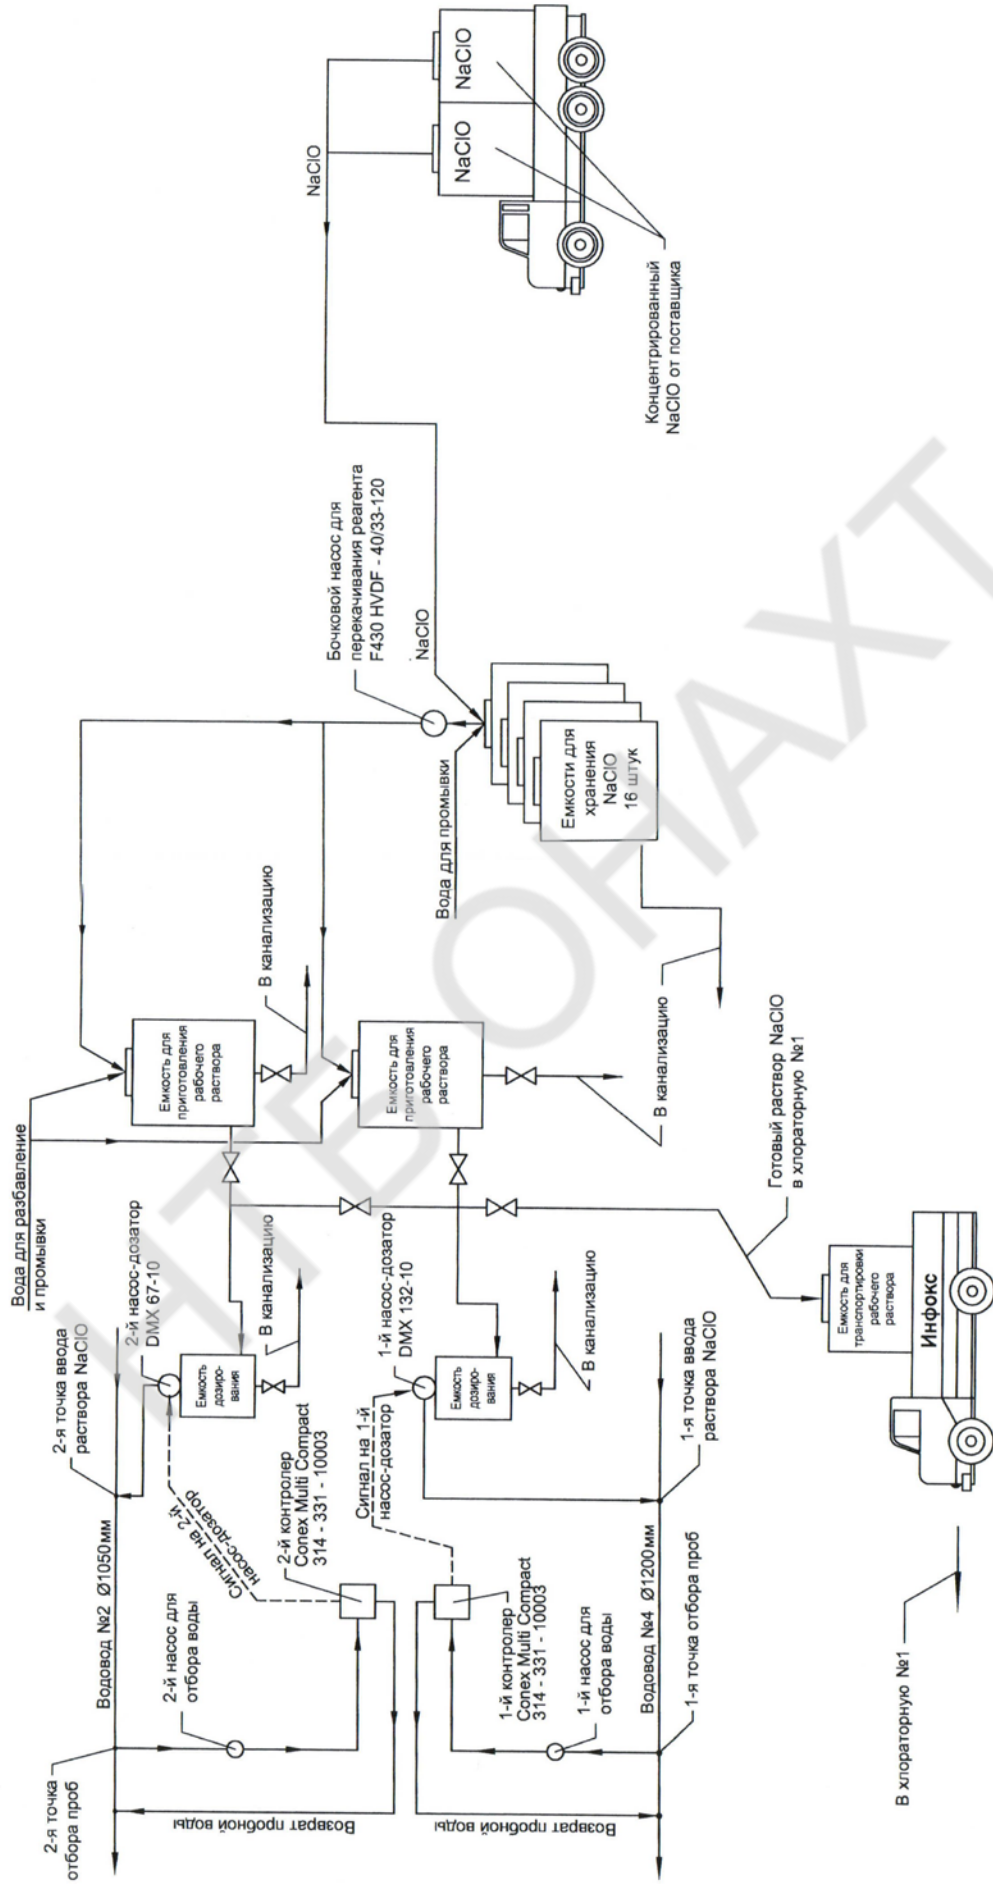 2-я точка
отбора проб
Водовод №2 Ø1050мм
2-я точка ввода
раствора NaClO
2-й насос-дозатор
DMX 67-10
Вода для разбавление
и промывки
2-й насос для
отбора воды
Сигнал на 2-й
насос-дозатор
Емкость
дозиро-
вания
В канализацию
Емкость для
приготовления
рабочего
раствора
В канализацию
2-й контролер
Conex Multi Compact
314 - 331 - 10003
Возврат пробной воды
Возврат пробной воды
1-й контролер
Conex Multi Compact
314 - 331 - 10003
Сигнал на 1-й
насос-дозатор
1-й насос-дозатор
DMX 132-10
Емкость
дозиро-
вания
В канализацию
Емкость для
приготовления
рабочего
раствора
В канализацию
1-й насос для
отбора воды
Водовод №4 Ø1200мм
1-я точка отбора проб
1-я точка ввода
раствора NaClO
Бочковой насос для
перекачивания реагента
F430 HVDF - 40/33-120
NaClO
Вода для промывки
Емкости для
хранения
NaClO
16 штук
В канализацию
NaClO
NaClO
NaClO
Концентрированный
NaClO от поставщика
Готовый раствор NaClO
в хлораторную №1
Емкость для
транспортировки
рабочего
раствора
Инфокс
В хлораторную №1
НТБ ОНАХТ